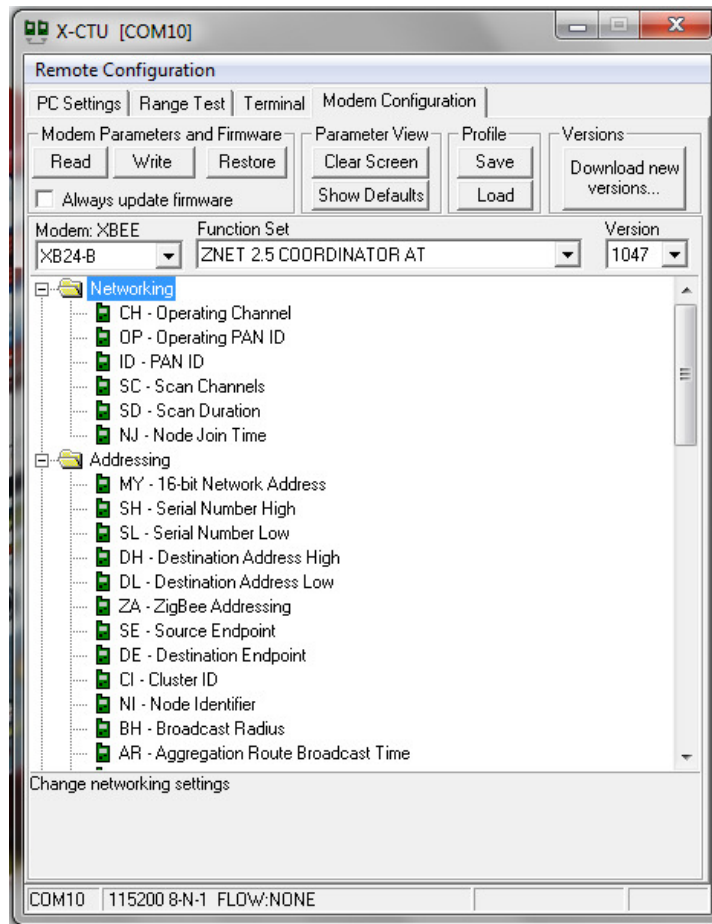 X-CTU [COM10]
Remote Configuration
PC Settings Range Test Terminal Modem Configuration
Modem Parameters and Firmware Parameter View Profile Versions
Read Write Restore Clear Screen Save Download new versions...
Always update firmware Show Defaults Load
Modem: XBEE Function Set Version
XB24-B ZNET 2.5 COORDINATOR AT 1047
Networking
CH - Operating Channel
OP - Operating PAN ID
ID - PAN ID
SC - Scan Channels
SD - Scan Duration
NJ - Node Join Time
Addressing
MY - 16-bit Network Address
SH - Serial Number High
SL - Serial Number Low
DH - Destination Address High
DL - Destination Address Low
ZA - ZigBee Addressing
SE - Source Endpoint
DE - Destination Endpoint
CI - Cluster ID
NI - Node Identifier
BH - Broadcast Radius
AR - Aggregation Route Broadcast Time
Change networking settings
COM10 115200 8-N-1 FLOW:NONE